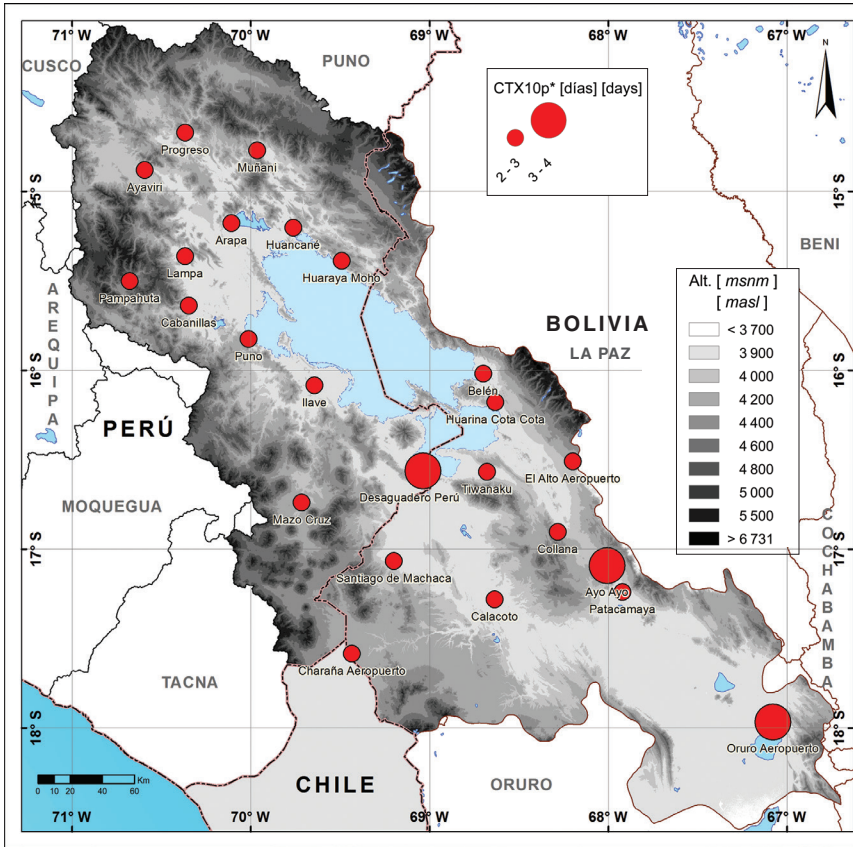 71° W
70° W
69° W
68° W
67° W
CUSCO
PUNO
N
CTX10p* [días] [days]
2 - 3
3 - 4
Progreso
Muñani
Ayaviri
15° S
15° S
Arapa
Huancané
BENI
Lampa
Huaraya Moho
Pampahuta
Cabanillas
AREQUIPA
Alt. [ msnm ]
[ masl ]
< 3 700
3 900
4 000
4 200
4 400
4 600
4 800
5 000
5 500
> 6 731
BOLIVIA
LA PAZ
Puno
16° S
16° S
Belén
Ilave
Huarina Cota Cota
PERÚ
El Alto Aeropuerto
Tiwanaku
Desaguadero Perú
MOQUEGUA
Mazo Cruz
COCHABAMBA
Collana
17° S
17° S
Santiago de Machaca
Ayo Ayo
Patacamaya
Calacoto
Charaña Aeropuerto
TACNA
18° S
18° S
Oruro Aeropuerto
CHILE
ORURO
0 10 20 40 60
Km
71° W
70° W
69° W
68° W
67° W